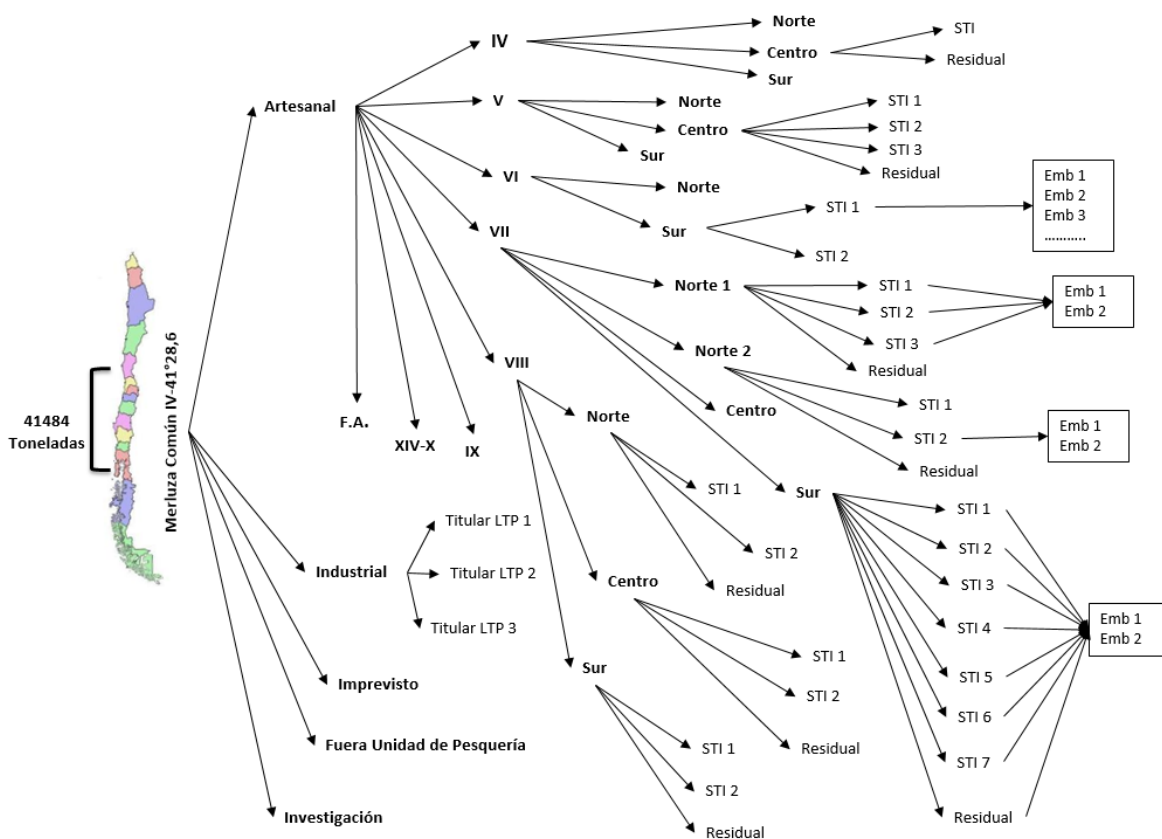 41484
Toneladas
Merluza Común IV-41°28,6
Artesanal
IV
Norte
Centro
STI
Residual
Sur
V
Norte
Centro
STI 1
STI 2
STI 3
Residual
Sur
VI
Norte
Sur
STI 1
Emb 1
Emb 2
Emb 3
...........
STI 2
VII
Norte 1
STI 1
STI 2
STI 3
Residual
Emb 1
Emb 2
Norte 2
STI 1
STI 2
Residual
Emb 1
Emb 2
Centro
Sur
STI 1
STI 2
STI 3
STI 4
STI 5
STI 6
STI 7
Residual
Emb 1
Emb 2
VIII
Norte
STI 1
STI 2
Residual
Centro
STI 1
STI 2
Residual
Sur
STI 1
STI 2
Residual
IX
XIV-X
F.A.
Industrial
Titular LTP 1
Titular LTP 2
Titular LTP 3
Imprevisto
Fuera Unidad de Pesquería
Investigación